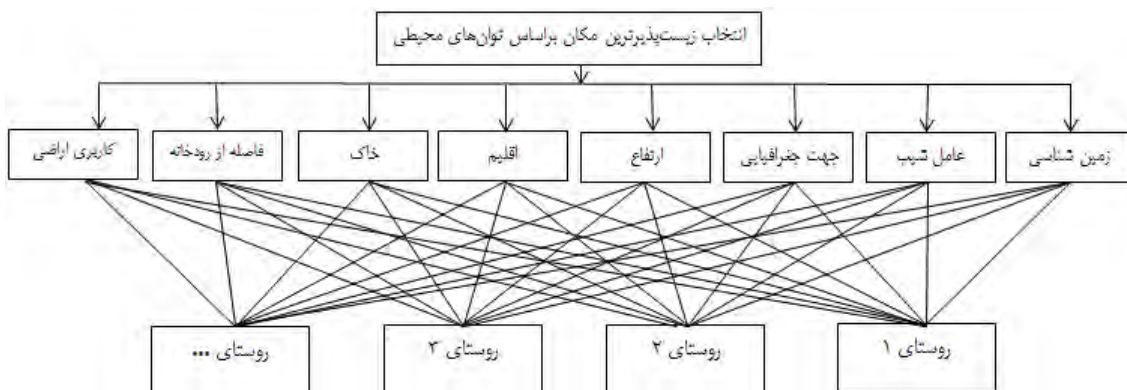 انتخاب زیست‌پذیرترین مکان براساس توان‌های محیطی
زمین شناسی
عامل شیب
جهت جغرافیایی
ارتفاع
اقلیم
خاک
فاصله از رودخانه
کاربری اراضی
روستای ۱
روستای ۲
روستای ۳
روستای ...